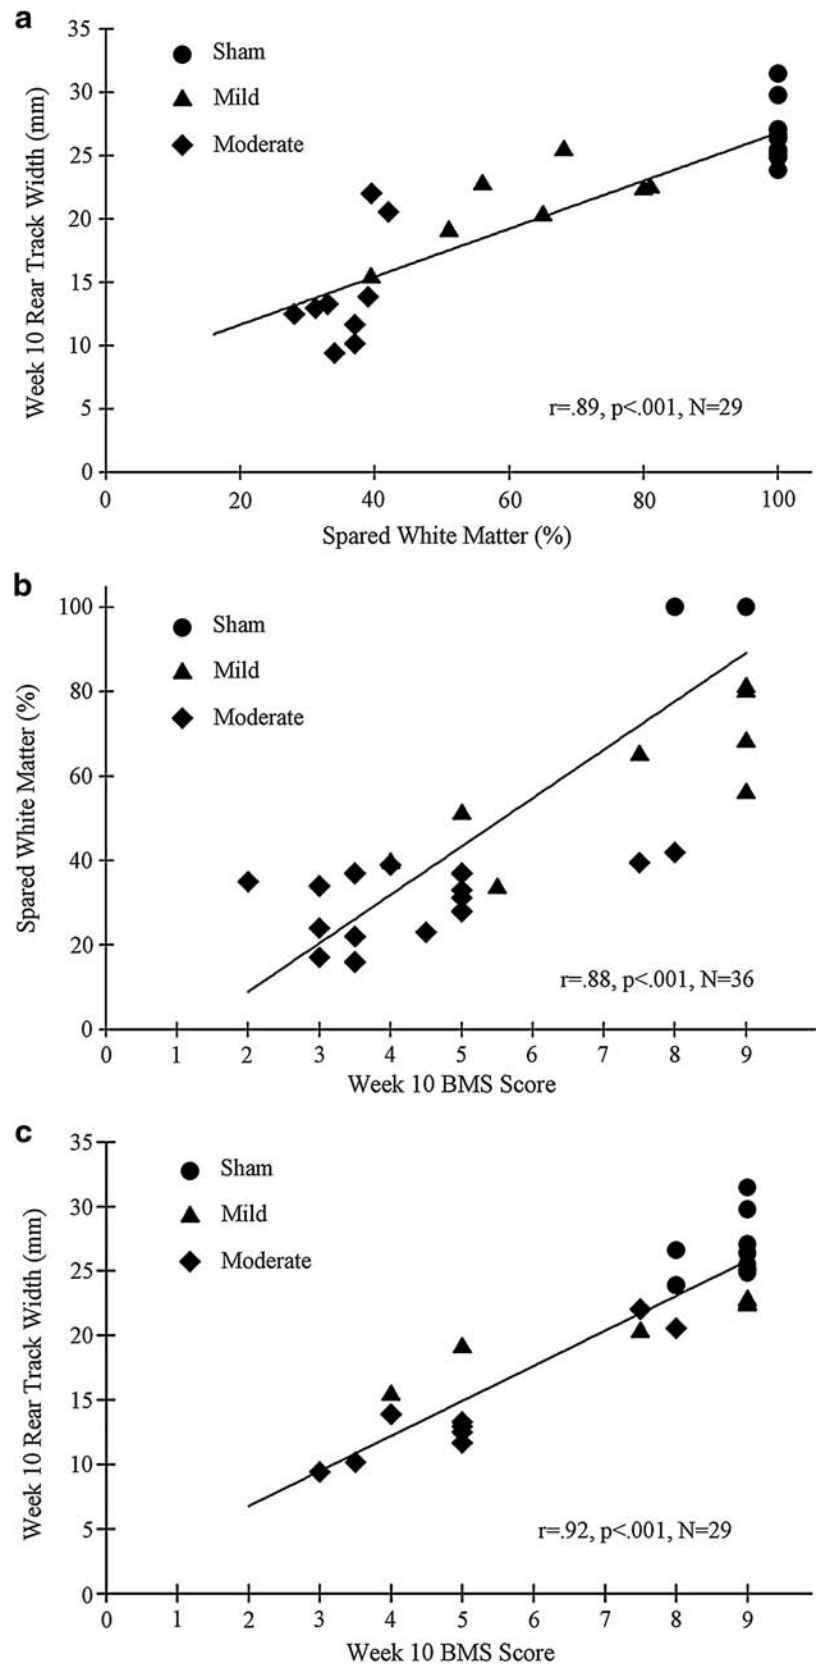 a
35
30
25
20
15
10
5
0
Week 10 Rear Track Width (mm)
Sham
Mild
Moderate
r=.89, p<.001, N=29
0 20 40 60 80 100
Spared White Matter (%)
b
100
80
60
40
20
0
Spared White Matter (%)
Sham
Mild
Moderate
r=.88, p<.001, N=36
0 1 2 3 4 5 6 7 8 9
Week 10 BMS Score
c
35
30
25
20
15
10
5
0
Week 10 Rear Track Width (mm)
Sham
Mild
Moderate
r=.92, p<.001, N=29
0 1 2 3 4 5 6 7 8 9
Week 10 BMS Score